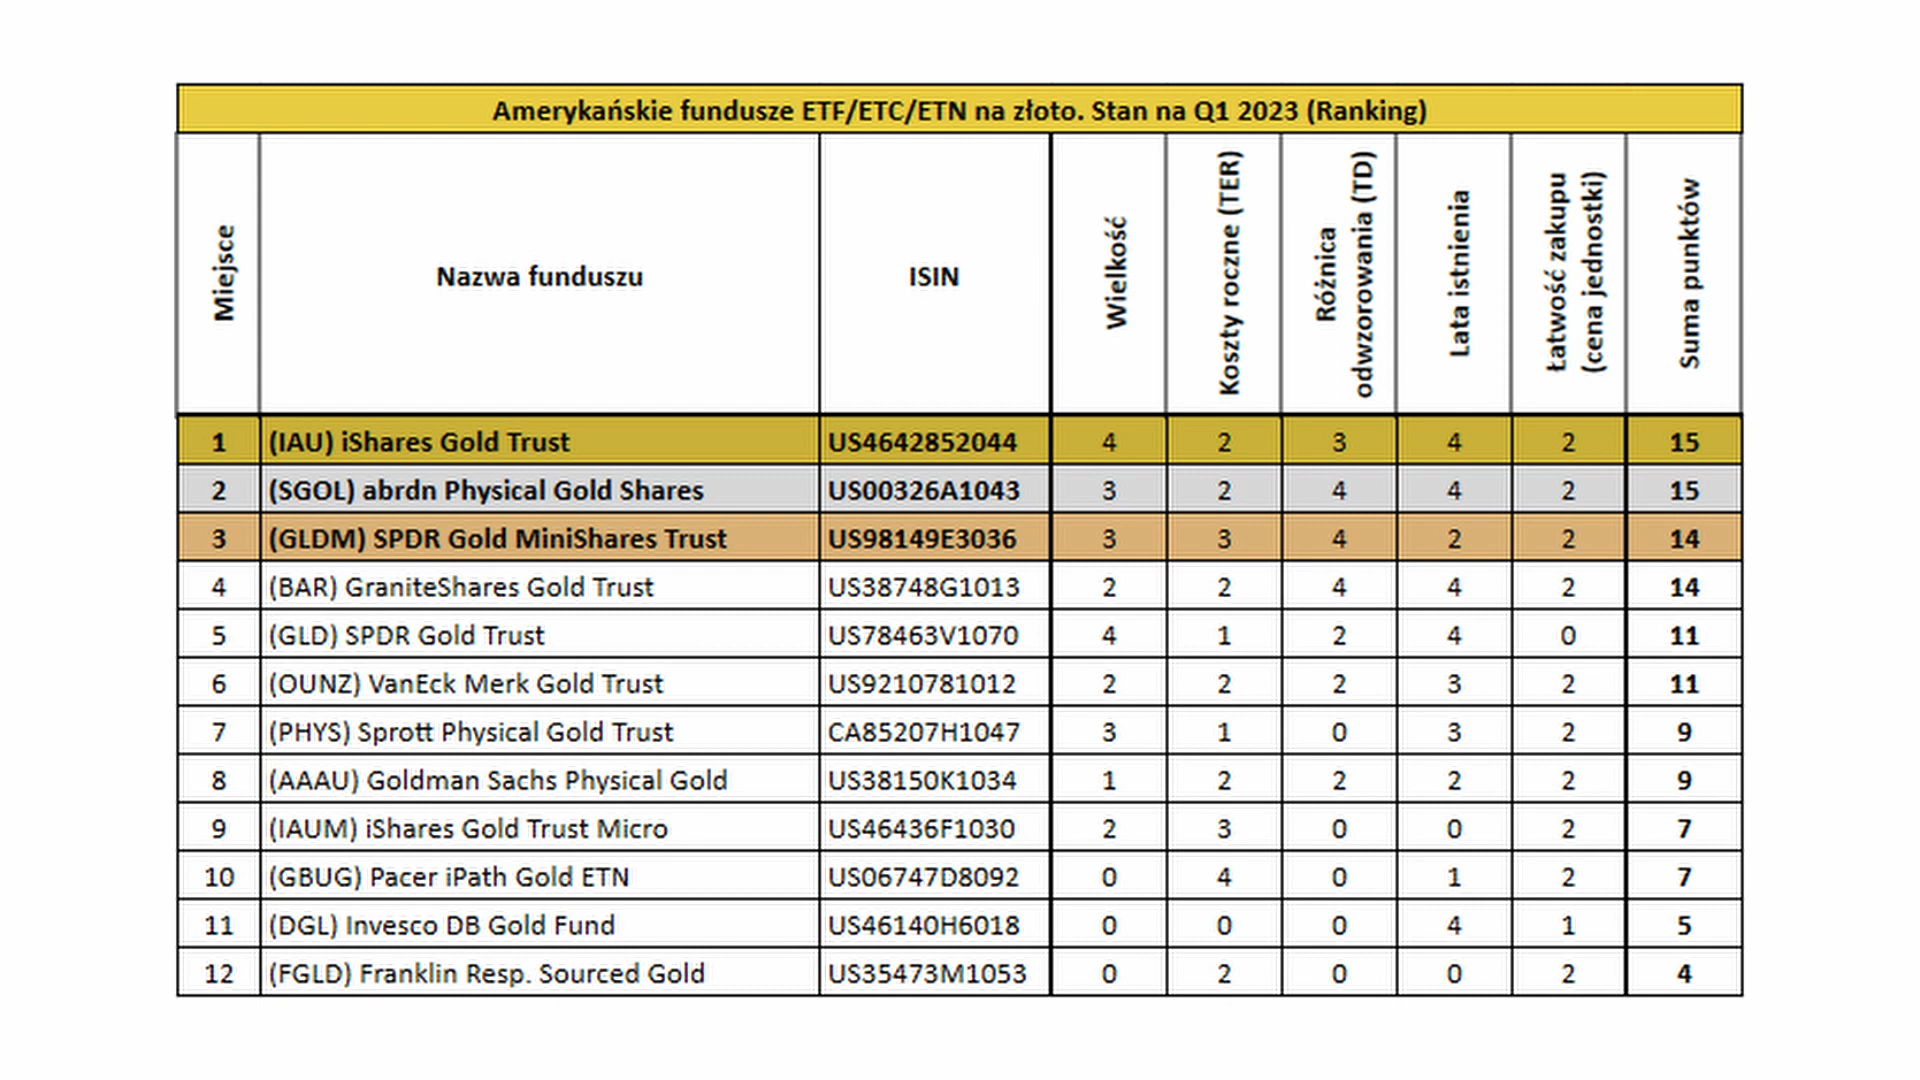 Amerykańskie fundusze ETF/ETC/ETN na złoto. Stan na Q1 2023 (Ranking)
Miejsce
Nazwa funduszu
ISIN
Wielkość
Koszty roczne (TER)
Różnica
odwzorowania (TD)
Lata istnienia
Łatwość zakupu
(cena jednostki)
Suma punktów
1 (IAU) iShares Gold Trust US4642852044 4 2 3 4 2 15
2 (SGOL) abrdn Physical Gold Shares US00326A1043 3 2 4 4 2 15
3 (GLDM) SPDR Gold MiniShares Trust US98149E3036 3 3 4 2 2 14
4 (BAR) GraniteShares Gold Trust US38748G1013 2 2 4 4 2 14
5 (GLD) SPDR Gold Trust US78463V1070 4 1 2 4 0 11
6 (OUNZ) VanEck Merk Gold Trust US9210781012 2 2 2 3 2 11
7 (PHYS) Sprott Physical Gold Trust CA85207H1047 3 1 0 3 2 9
8 (AAAU) Goldman Sachs Physical Gold US38150K1034 1 2 2 2 2 9
9 (IAUM) iShares Gold Trust Micro US46436F1030 2 3 0 0 2 7
10 (GBUG) Pacer iPath Gold ETN US06747D8092 0 4 0 1 2 7
11 (DGL) Invesco DB Gold Fund US46140H6018 0 0 0 4 1 5
12 (FGLD) Franklin Resp. Sourced Gold US35473M1053 0 2 0 0 2 4